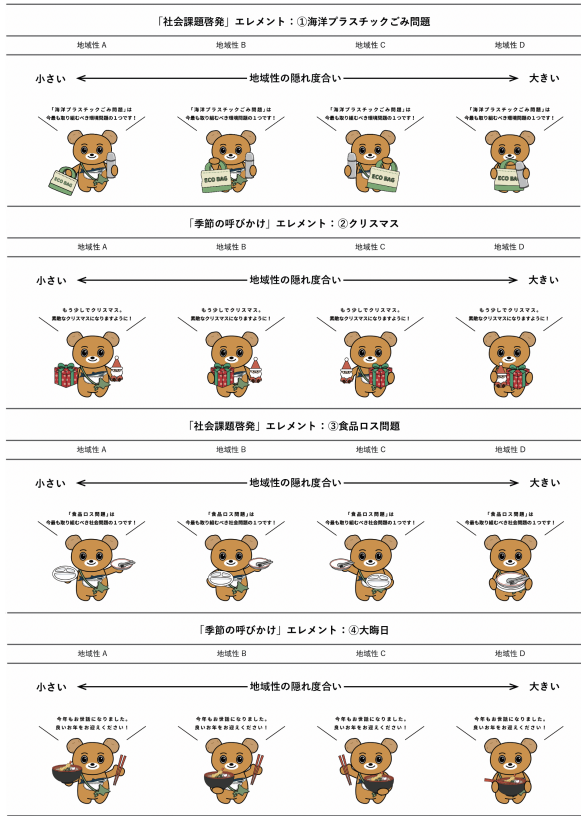 「社会課題啓発」エレメント：①海洋プラスチックごみ問題
地域性 A 地域性 B 地域性 C 地域性 D
小さい 地域性の隠れ度合い 大きい
「海洋プラスチックごみ問題」は 「海洋プラスチックごみ問題」は 「海洋プラスチックごみ問題」は 「海洋プラスチックごみ問題」は
今最も取り組むべき環境問題の１つです！ 今最も取り組むべき環境問題の１つです！ 今最も取り組むべき環境問題の１つです！ 今最も取り組むべき環境問題の１つです！
ECO BAG ECO BAG ECO BAG ECO BA
「季節の呼びかけ」エレメント：②クリスマス
地域性 A 地域性 B 地域性 C 地域性 D
小さい 地域性の隠れ度合い 大きい
もう少しでクリスマス。 もう少しでクリスマス。 もう少しでクリスマス。 もう少しでクリスマス。
素敵なクリスマスになりますように！ 素敵なクリスマスになりますように！ 素敵なクリスマスになりますように！ 素敵なクリスマスになりますように！
「社会課題啓発」エレメント：③食品ロス問題
地域性 A 地域性 B 地域性 C 地域性 D
小さい 地域性の隠れ度合い 大きい
「食品ロス問題」は 「食品ロス問題」は 「食品ロス問題」は 「食品ロス問題」は
今最も取り組むべき社会問題の１つです！ 今最も取り組むべき社会問題の１つです！ 今最も取り組むべき社会問題の１つです！ 今最も取り組むべき社会問題の１つです！
「季節の呼びかけ」エレメント：④大晦日
地域性 A 地域性 B 地域性 C 地域性 D
小さい 地域性の隠れ度合い 大きい
今年もお世話になりました。 今年もお世話になりました。 今年もお世話になりました。 今年もお世話になりました。
良いお年をお迎えください！ 良いお年をお迎えください！ 良いお年をお迎えください！ 良いお年をお迎えください！